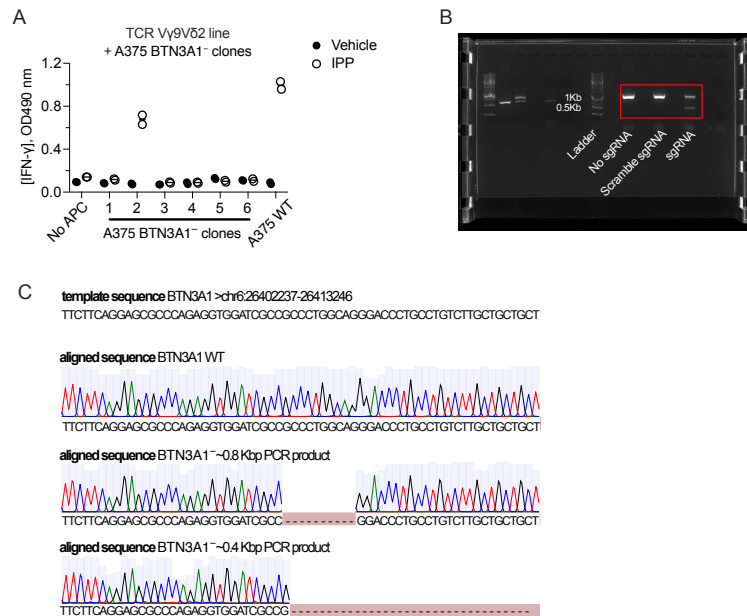 A
TCR Vγ9Vδ2 line
+ A375 BTN3A1⁻ clones
Vehicle
IPP
[IFN-γ], OD490 nm
1.2
0.8
0.4
0.0
No APC
1 2 3 4 5 6
A375 WT
A375 BTN3A1⁻ clones
B
1Kb
0.5Kb
Ladder
No sgRNA
Scramble sgRNA
sgRNA
C
template sequence BTN3A1 >chr6:26402237-26413246
TTCTTCAGGAGCGCCCAGAGGTGGATCGCCGCCCTGGCAGGGACCCTGCCTGTCTTGCTGCTGCT
aligned sequence BTN3A1 WT
TTCTTCAGGAGCGCCCAGAGGTGGATCGCCGCCCTGGCAGGGACCCTGCCTGTCTTGCTGCTGCT
aligned sequence BTN3A1⁻ ~0.8 Kbp PCR product
TTCTTCAGGAGCGCCCAGAGGTGGATCGCC----------GGACCCTGCCTGTCTTGCTGCTGCT
aligned sequence BTN3A1⁻ ~0.4 Kbp PCR product
TTCTTCAGGAGCGCCCAGAGGTGGATCGCCG----------------------------------